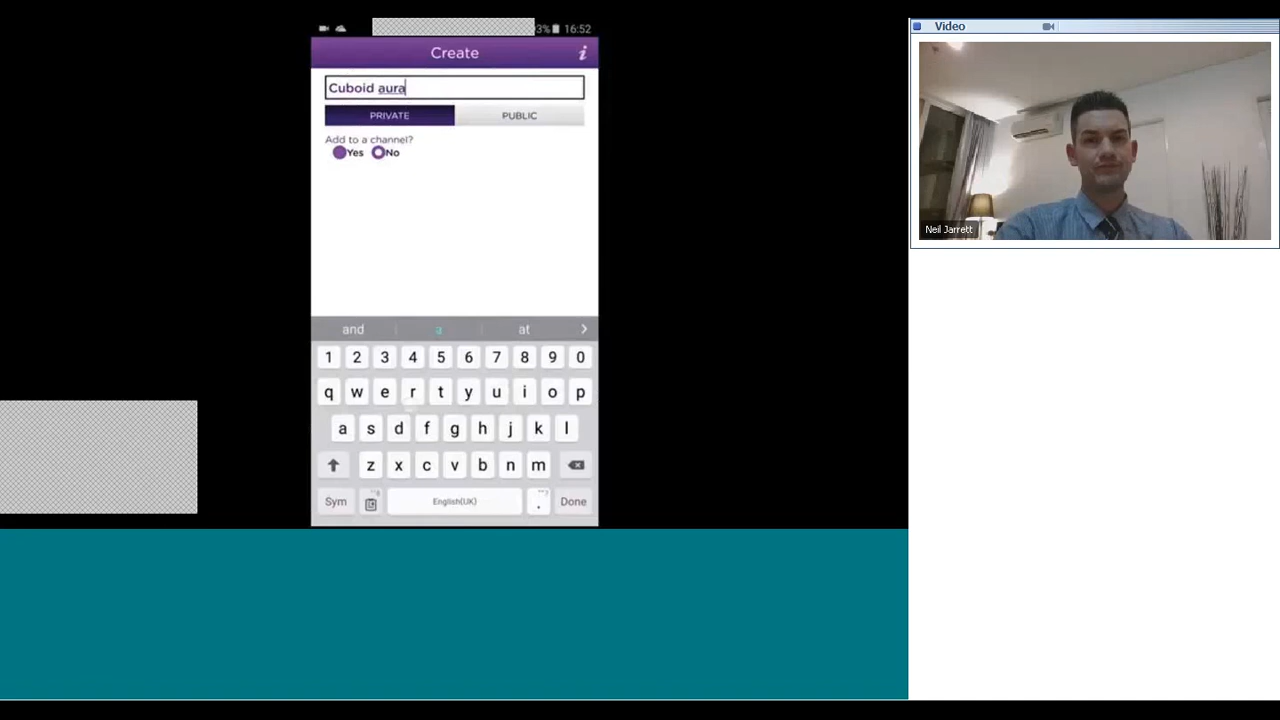 3% 16:52
Create i
Cuboid aura
PRIVATE PUBLIC
Add to a channel?
Yes No
and a at >
1 2 3 4 5 6 7 8 9 0
q w e r t y u i o p
a s d f g h j k l
z x c v b n m
Sym English(UK) . Done
Video
Neil Jarrett